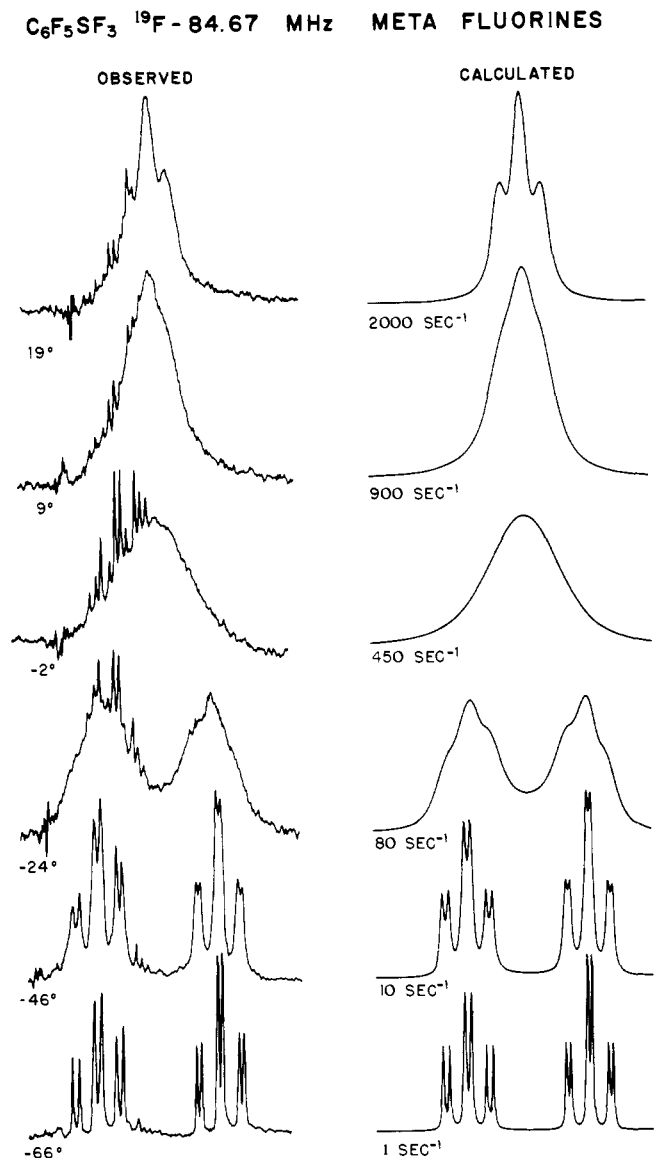 C₆F₅SF₃ ¹⁹F-84.67 MHz META FLUORINES
OBSERVED
CALCULATED
19°
2000 SEC⁻¹
9°
900 SEC⁻¹
-2°
450 SEC⁻¹
-24°
80 SEC⁻¹
-46°
10 SEC⁻¹
-66°
1 SEC⁻¹